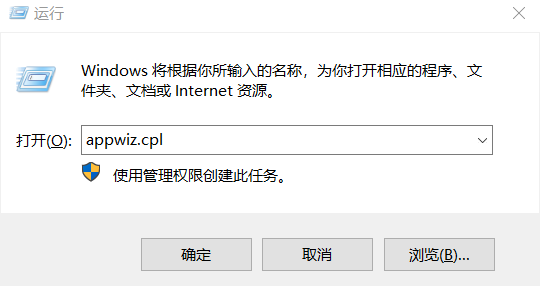 运行
Windows 将根据你所输入的名称，为你打开相应的程序、文
件夹、文档或 Internet 资源。
打开(O): appwiz.cpl
使用管理权限创建此任务。
确定 取消 浏览(B)...